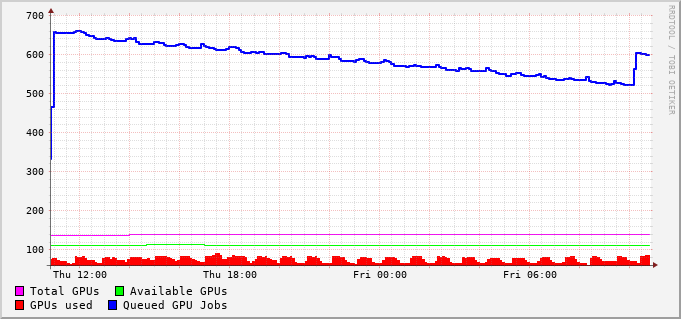 700
600
500
400
300
200
100
Thu 12:00 Thu 18:00 Fri 00:00 Fri 06:00
Total GPUs Available GPUs
GPUs used Queued GPU Jobs
RRDTOOL / TOBI OETIKER